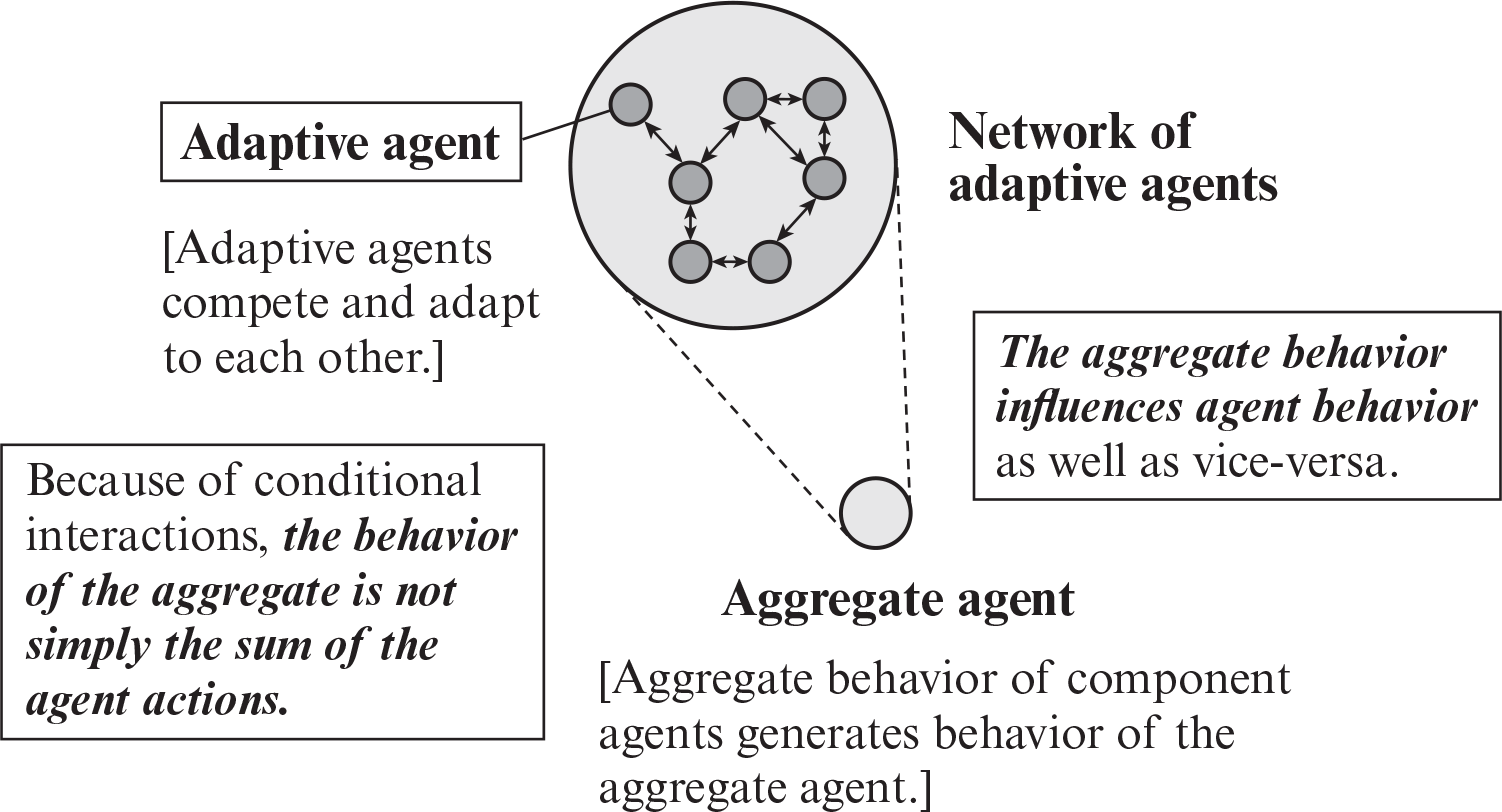 Adaptive agent
[Adaptive agents
compete and adapt
to each other.]
Network of
adaptive agents
The aggregate behavior
influences agent behavior
as well as vice-versa.
Because of conditional
interactions, the behavior
of the aggregate is not
simply the sum of the
agent actions.
Aggregate agent
[Aggregate behavior of component
agents generates behavior of the
aggregate agent.]